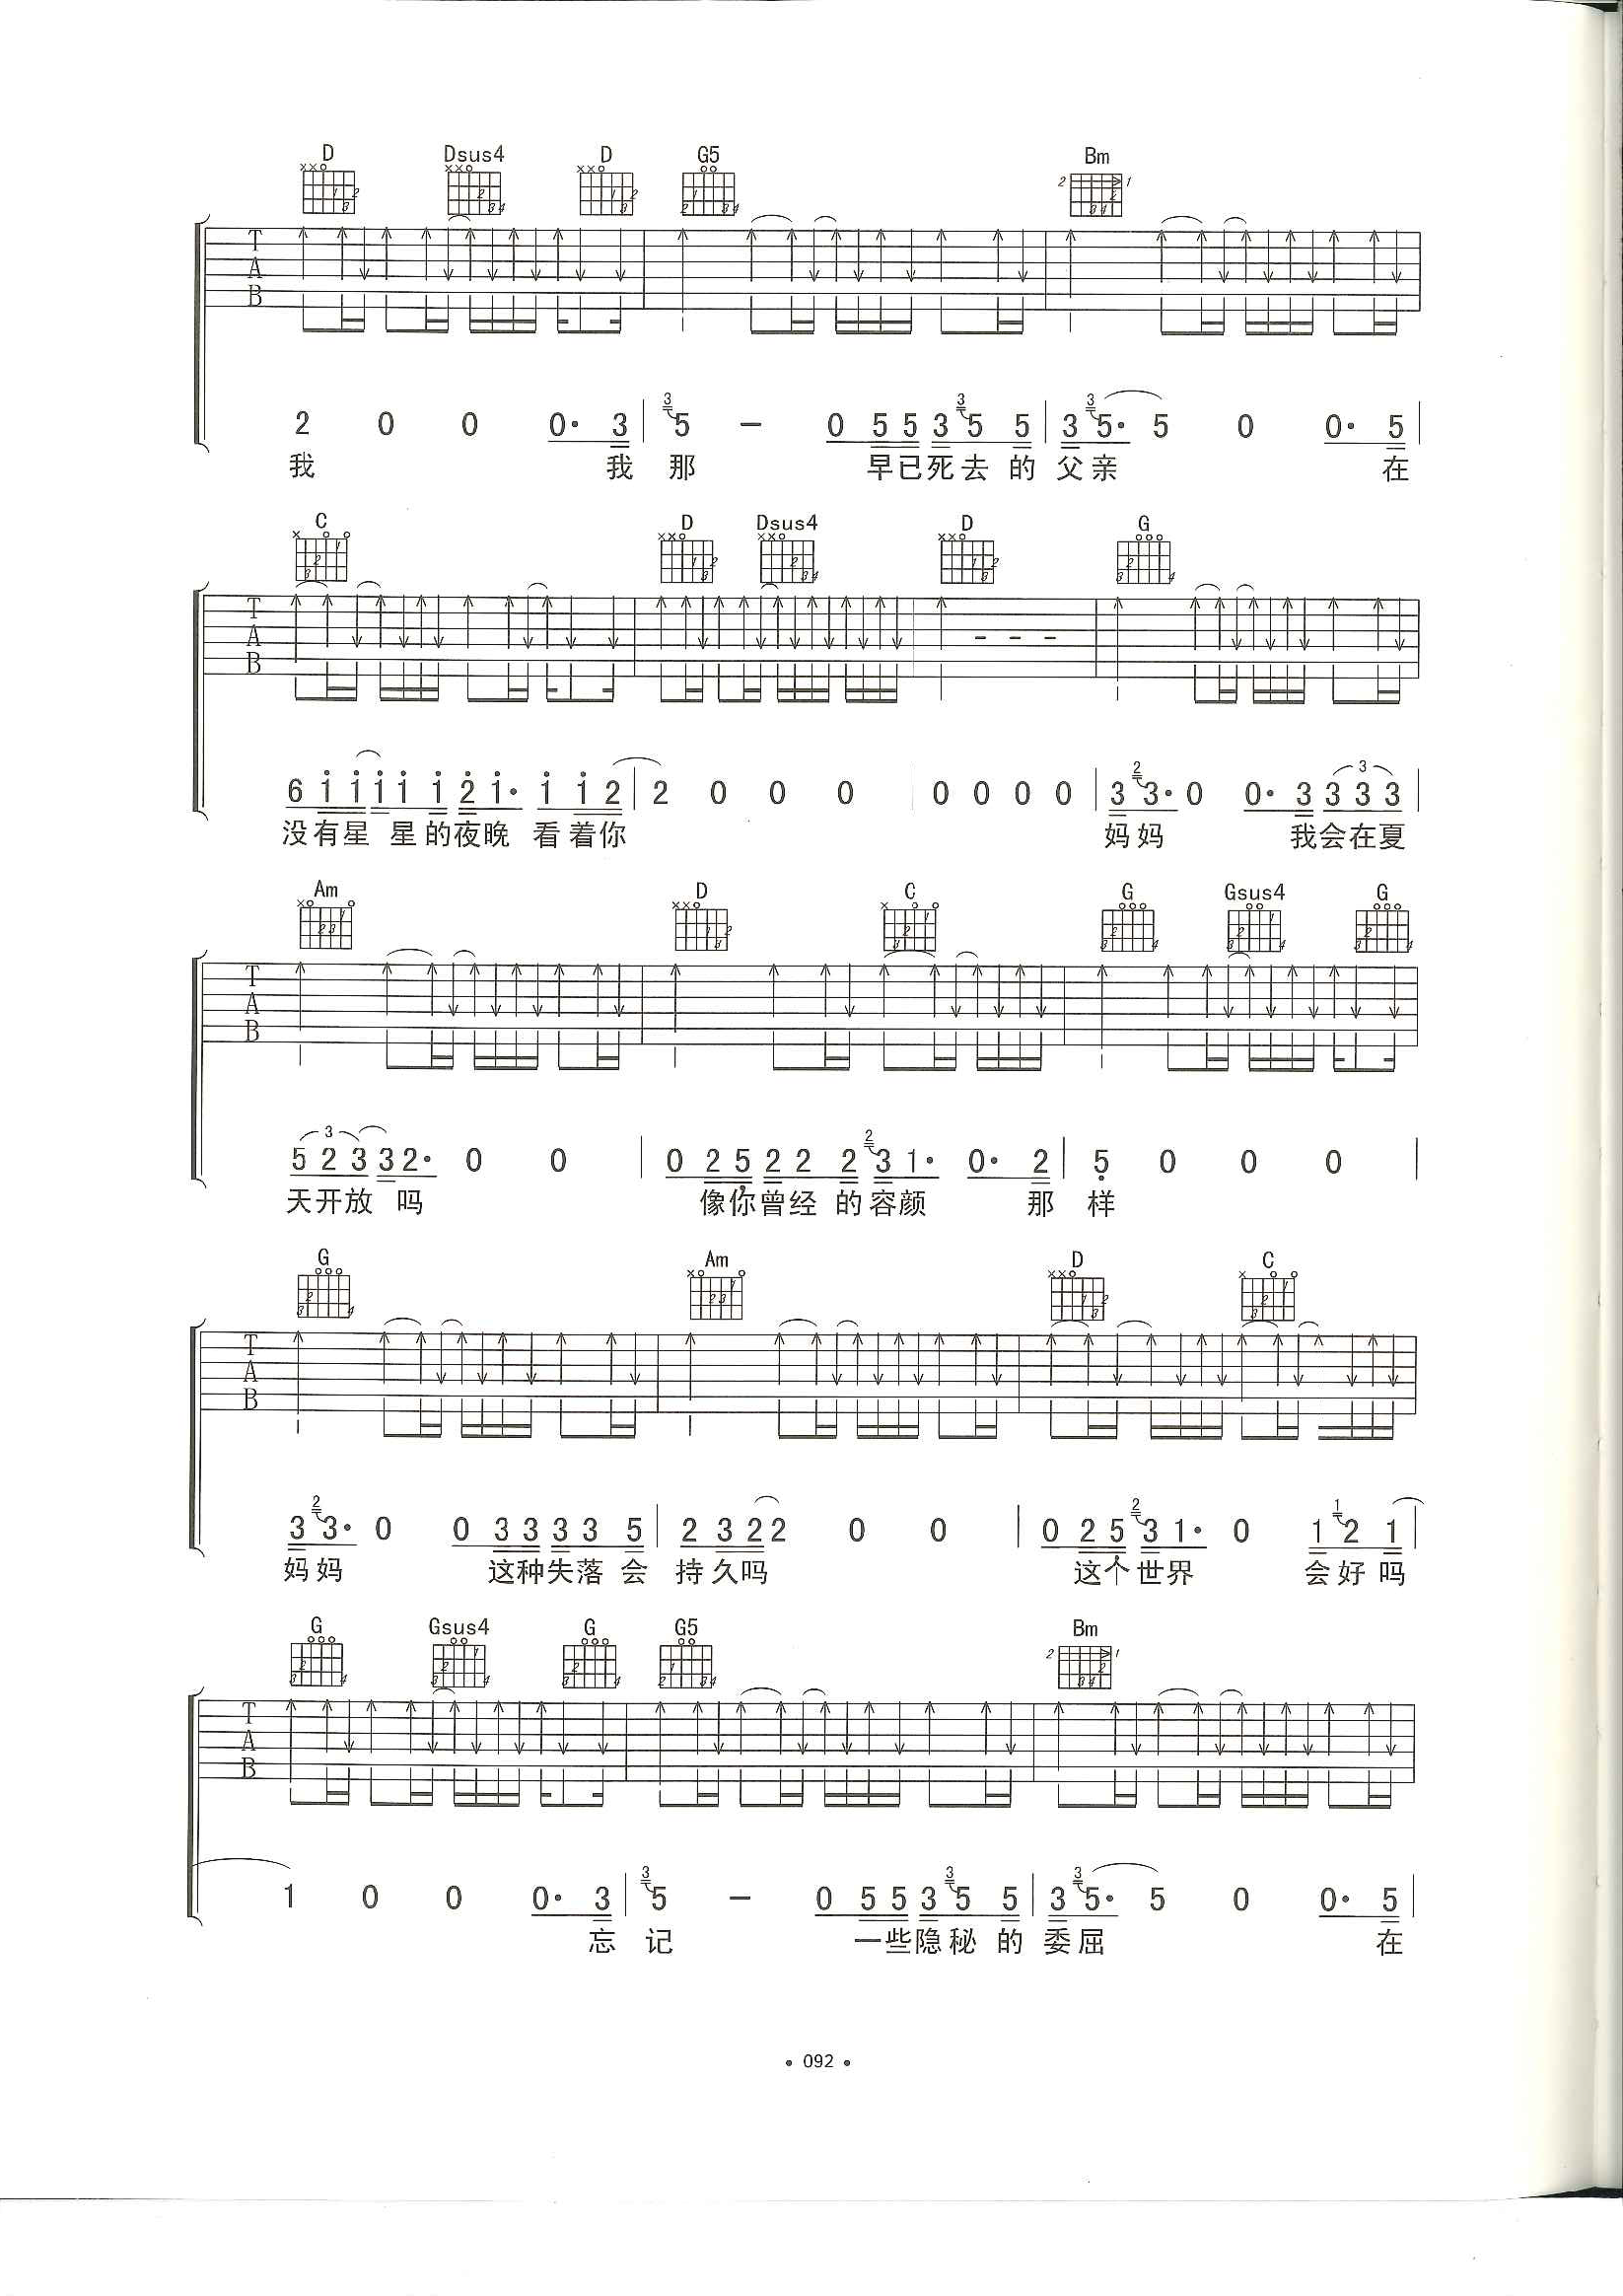 D Dsus4 D G5 Bm
T
A
B
2 0 0 0· 3 | 5 — 0 5 5 3 5 5 | 3 5· 5 0 0· 5 |
我 我 那 早已死去 的 父亲 在
C D Dsus4 D G
T
A
B
6 1 1 1 1 1 2 1· 1 1 2 | 2 0 0 0 0 0 0 0 | 3 3· 0 0· 3 3 3 3 |
没有星 星的夜晚 看着你 妈妈 我会在夏
Am D C G Gsus4 G
T
A
B
5 2 3 3 2· 0 0 | 0 2 5 2 2 2 3 1· 0· 2 | 5 0 0 0 |
天开放 吗 像你曾经 的容颜 那 样
G Am D C
T
A
B
3 3· 0 0 3 3 3 3 5 | 2 3 2 2 0 0 | 0 2 5 3 1· 0 1 2 1 |
妈妈 这种失落 会 持久吗 这个世界 会好吗
G Gsus4 G G5 Bm
T
A
B
1 0 0 0· 3 | 5 — 0 5 5 3 5 5 | 3 5· 5 0 0· 5 |
忘 记 一些隐秘 的 委屈 在
• 092 •